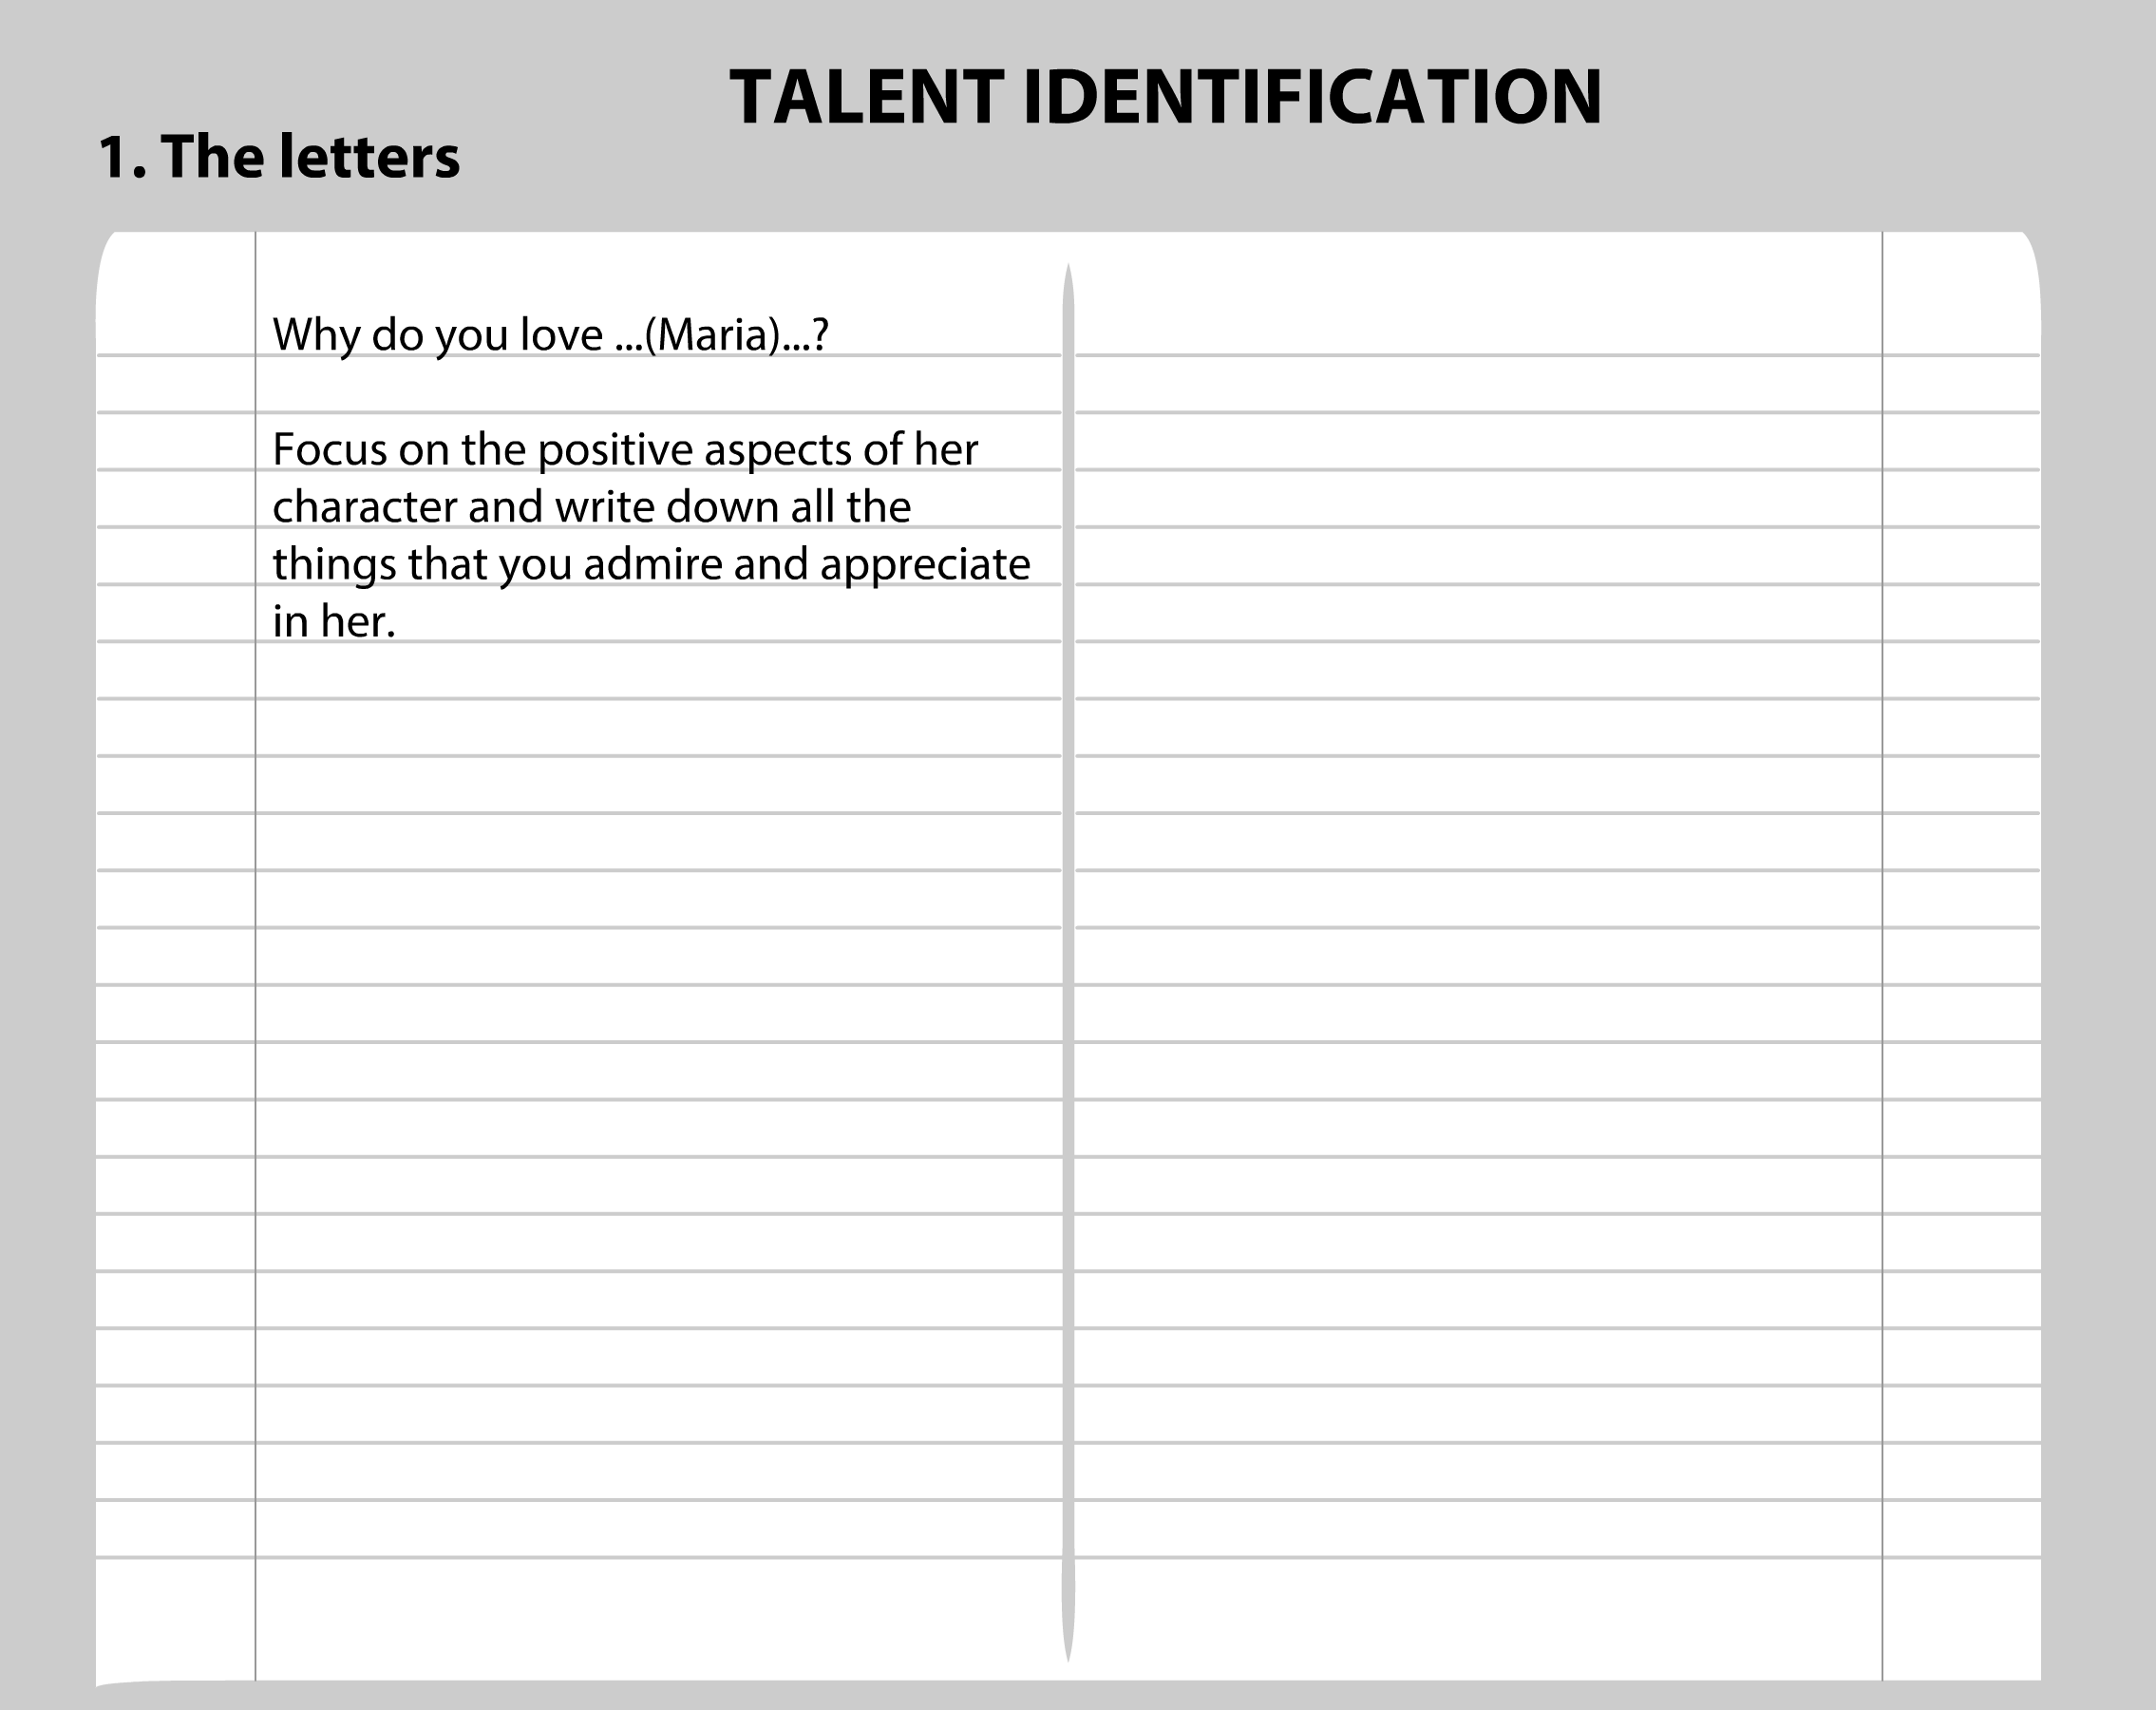 TALENT IDENTIFICATION
1. The letters
Why do you love ...(Maria)...?
Focus on the positive aspects of her
character and write down all the
things that you admire and appreciate
in her.